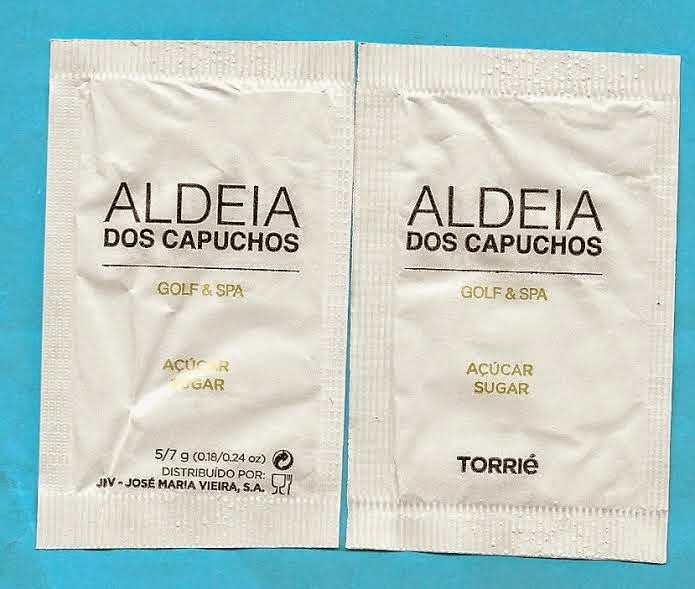 ALDEIA
DOS CAPUCHOS
GOLF & SPA
AÇÚCAR
SUGAR
5/7 g (0.18/0.24 oz)
DISTRIBUÍDO POR:
JMV - JOSÉ MARIA VIEIRA, S.A.
ALDEIA
DOS CAPUCHOS
GOLF & SPA
AÇÚCAR
SUGAR
TORRIé